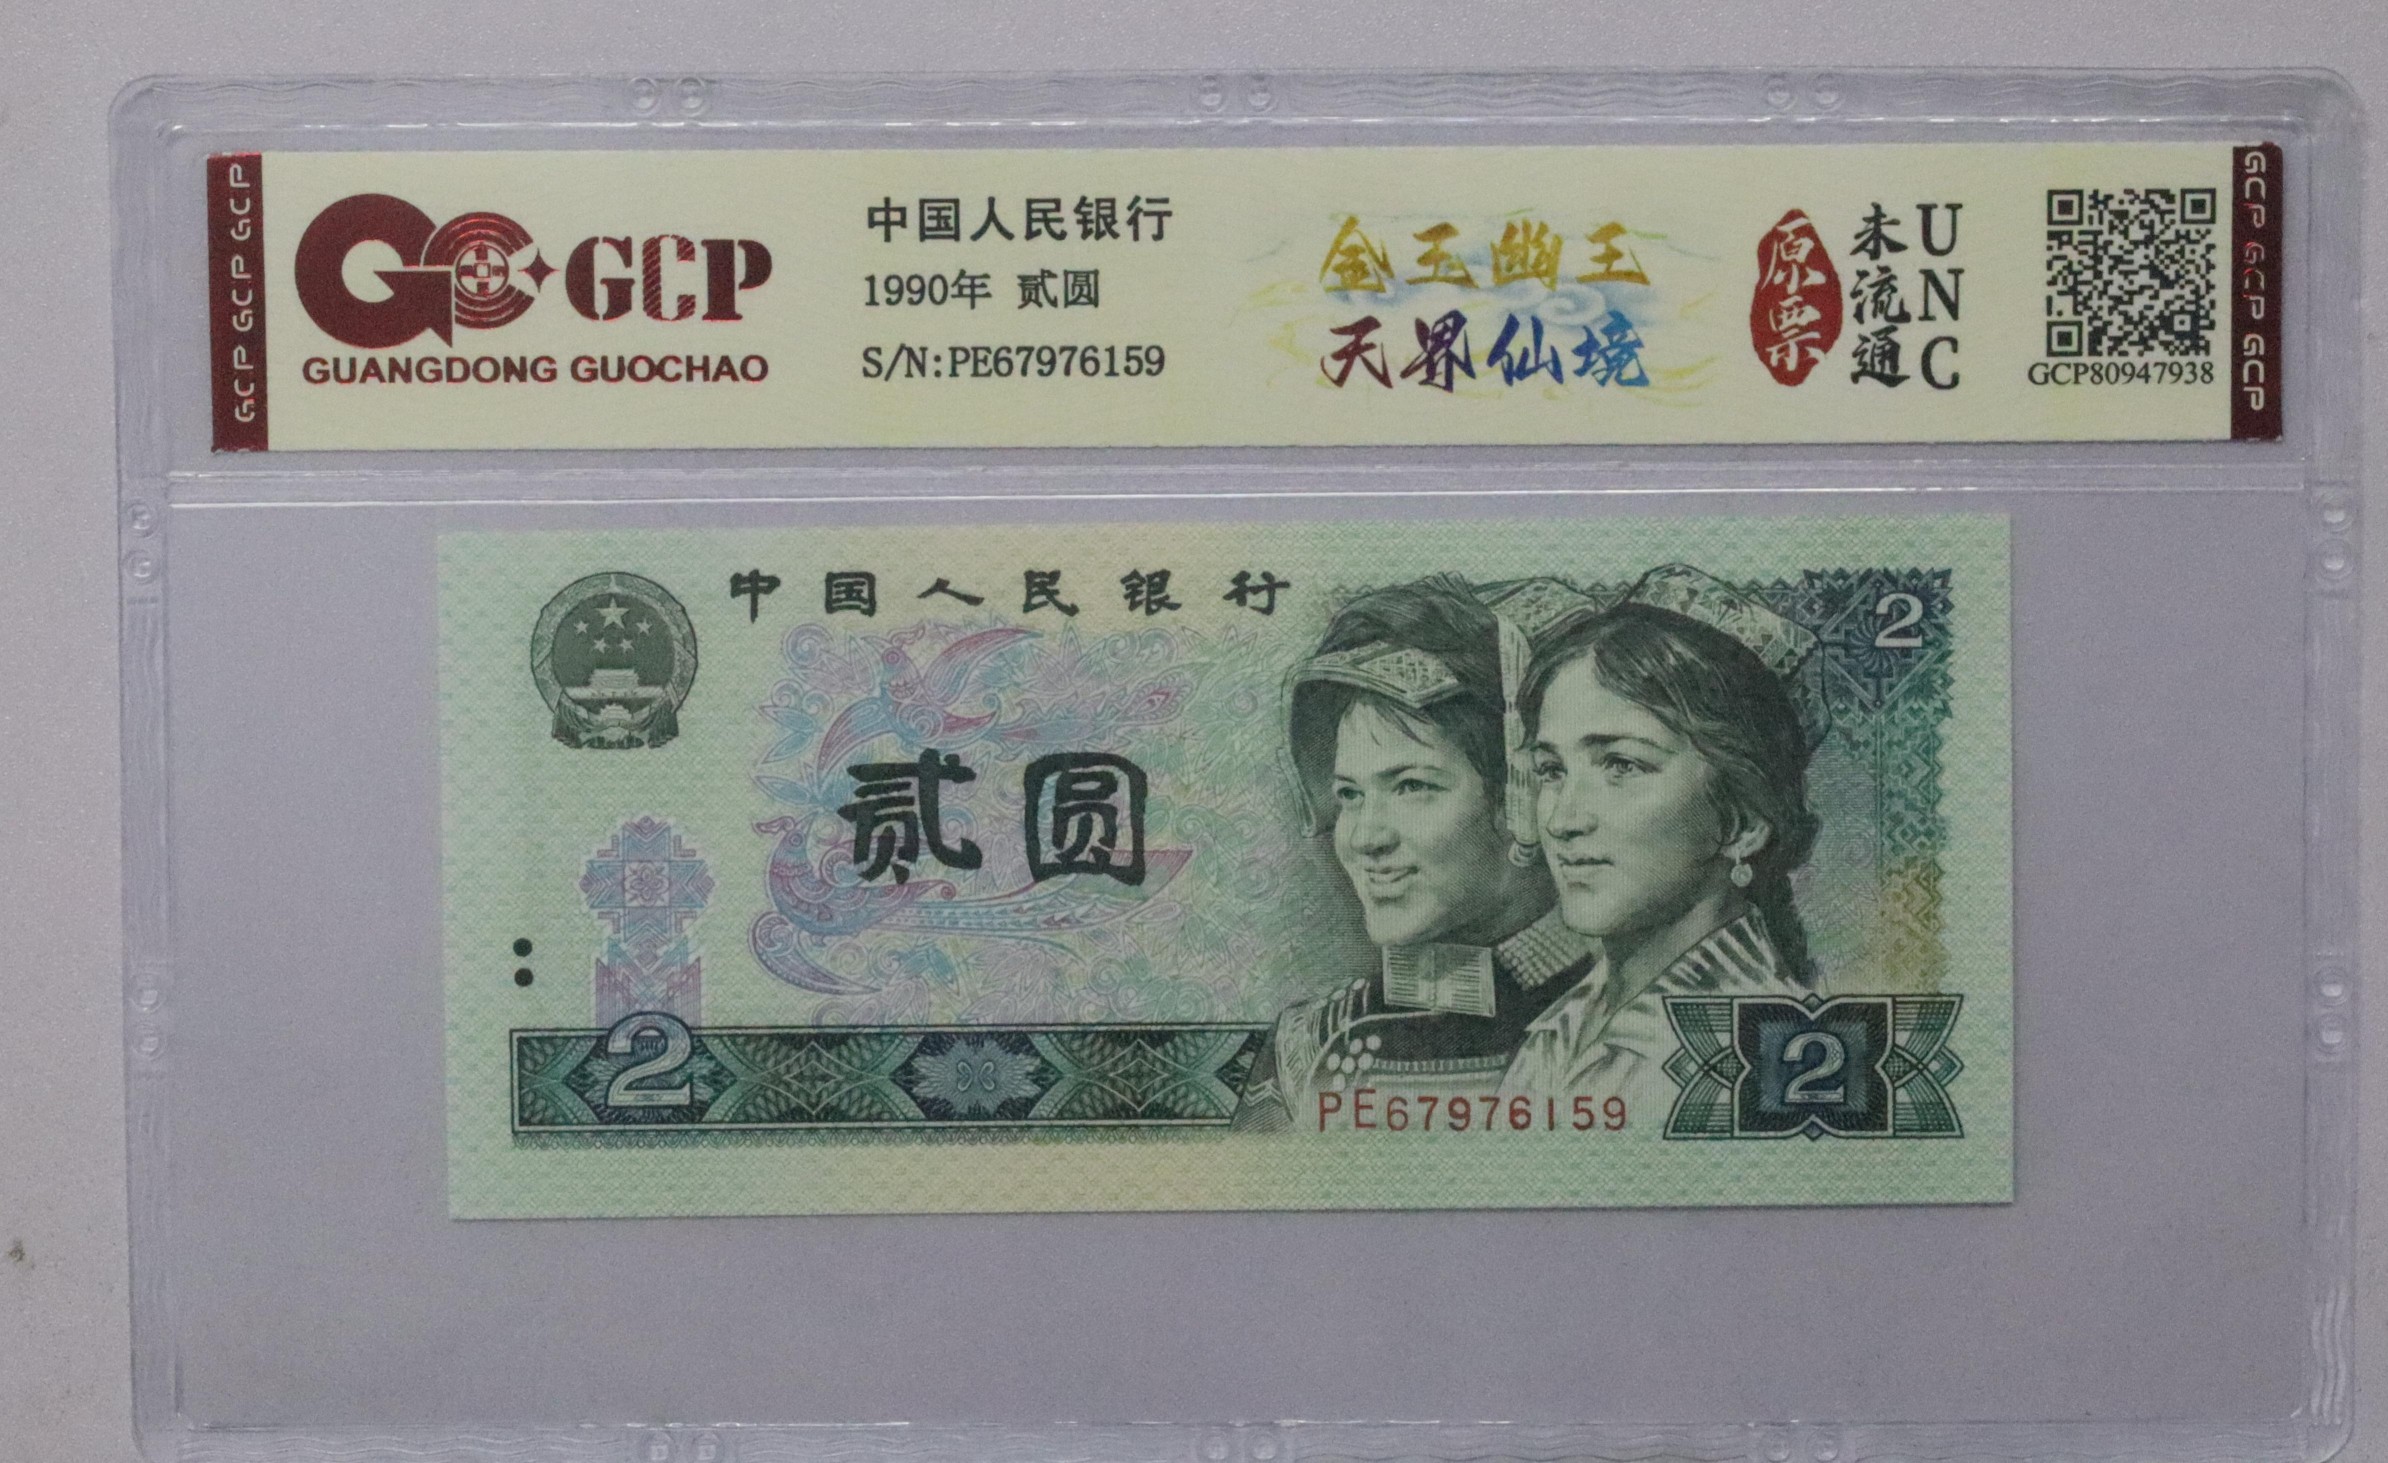 GCP GCP GCP
GCP
GUANGDONG GUOCHAO
中国人民银行
1990年 贰圆
S/N:PE67976159
金玉幽王
天界仙境
原票
未流通
UNC
GCP80947938
GCP GCP GCP
中国人民银行
2
贰圆
2
PE67976159
2